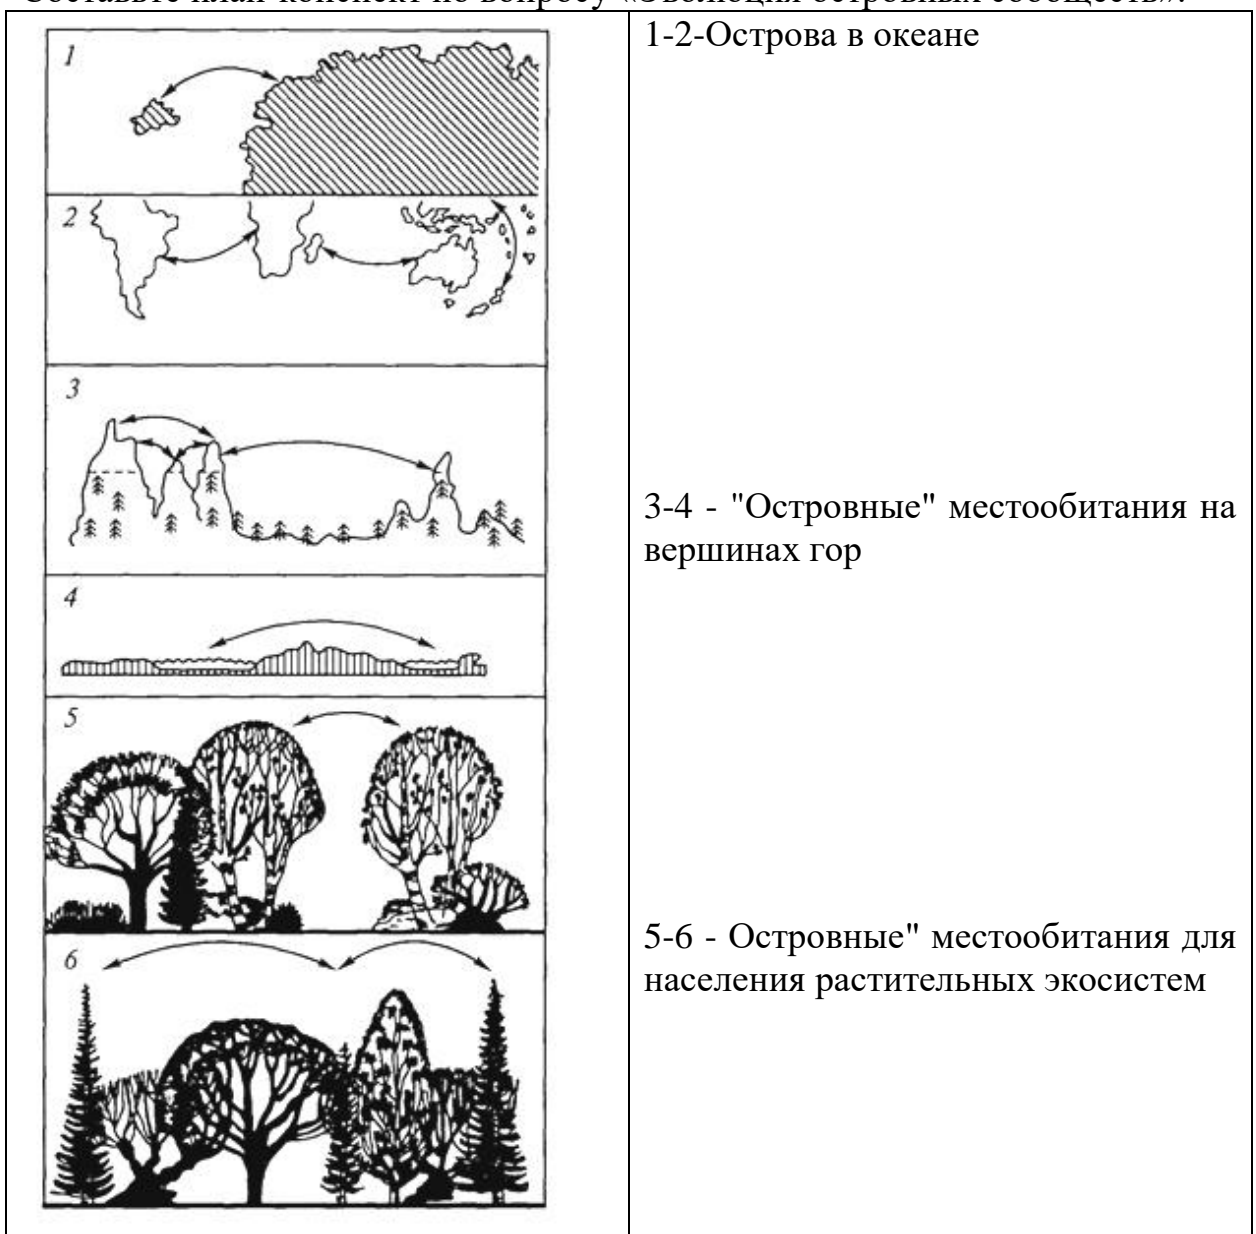 1-2-Острова в океане
1
2
3
3-4 - "Островные" местообитания на
вершинах гор
4
5
5-6 - Островные" местообитания для
населения растительных экосистем
6